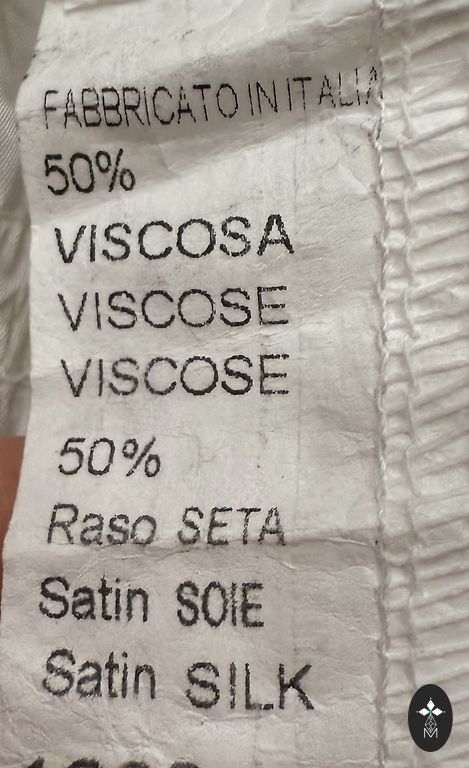 FABBRICATO IN ITALIA
50%
VISCOSA
VISCOSE
VISCOSE
50%
Raso SETA
Satin SOIE
Satin SILK
M